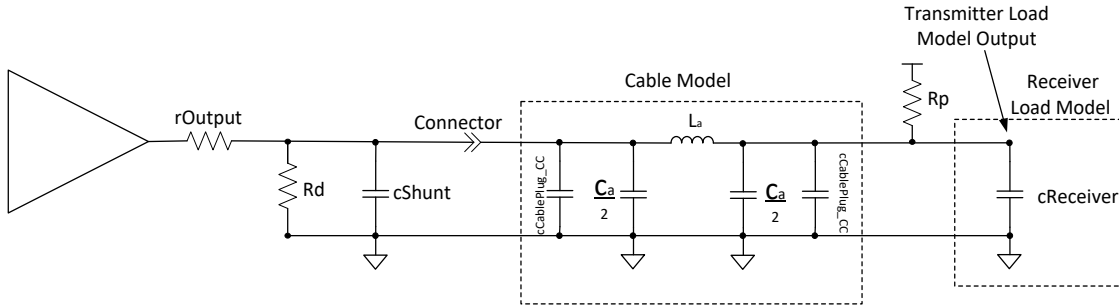 Transmitter Load
Model Output
Cable Model
Receiver
Load Model
Rp
rOutput
Connector
La
Rd
cShunt
cCablePlug_CC
Ca
2
Ca
2
cCablePlug_CC
cReceiver